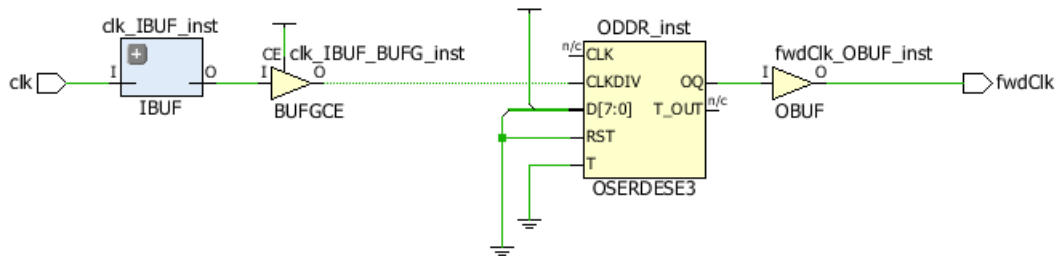 clk_IBUF_inst
clk
I
O
IBUF
CE
clk_IBUF_BUFG_inst
I
O
BUFGCE
ODDR_inst
n/c
CLK
CLKDIV
D[7:0]
RST
T
OQ
T_OUT
n/c
OSERDESE3
fwdClk_OBUF_inst
I
O
OBUF
fwdClk